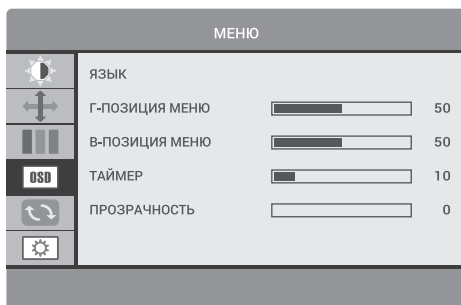 МЕНЮ
ЯЗЫК
Г-ПОЗИЦИЯ МЕНЮ 50
В-ПОЗИЦИЯ МЕНЮ 50
OSD
ТАЙМЕР 10
ПРОЗРАЧНОСТЬ 0